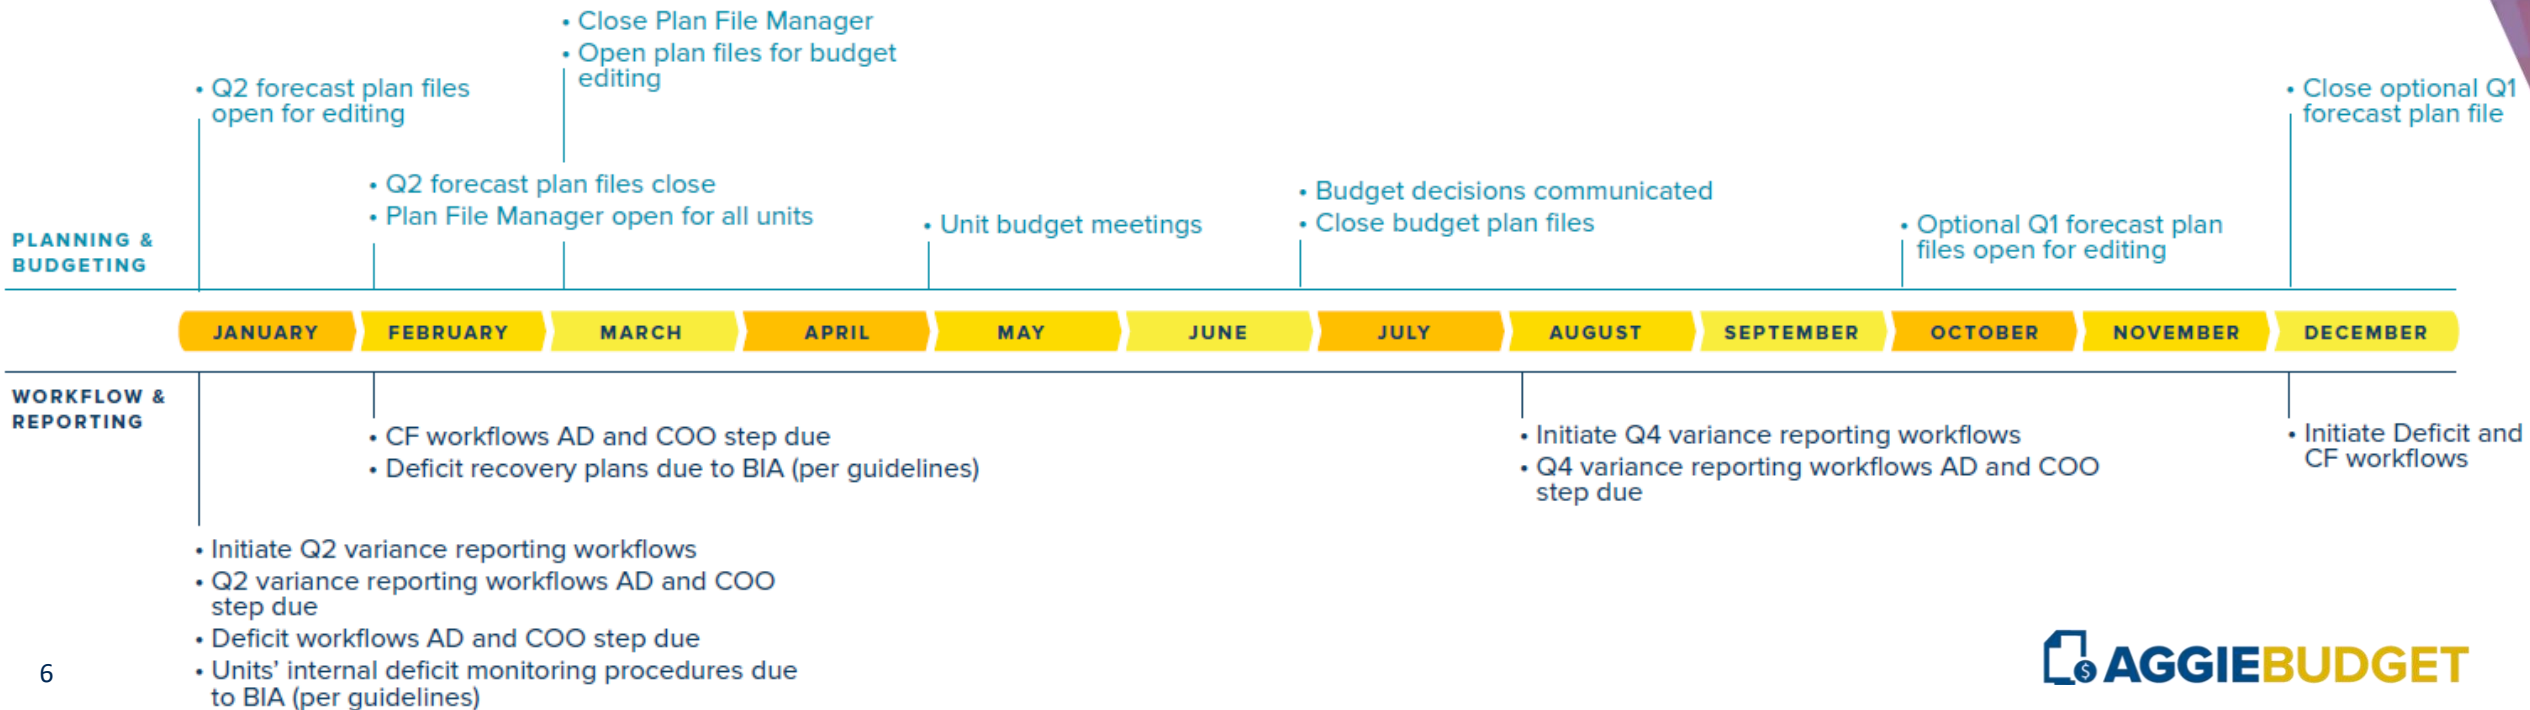 • Close Plan File Manager
• Open plan files for budget
editing
• Q2 forecast plan files
open for editing
• Close optional Q1
forecast plan file
• Q2 forecast plan files close
• Plan File Manager open for all units
• Budget decisions communicated
• Close budget plan files
• Unit budget meetings
• Optional Q1 forecast plan
files open for editing
PLANNING &
BUDGETING
JANUARY FEBRUARY MARCH APRIL MAY JUNE JULY AUGUST SEPTEMBER OCTOBER NOVEMBER DECEMBER
WORKFLOW &
REPORTING
• CF workflows AD and COO step due
• Deficit recovery plans due to BIA (per guidelines)
• Initiate Q4 variance reporting workflows
• Q4 variance reporting workflows AD and COO
step due
• Initiate Deficit and
CF workflows
• Initiate Q2 variance reporting workflows
• Q2 variance reporting workflows AD and COO
step due
• Deficit workflows AD and COO step due
• Units' internal deficit monitoring procedures due
to BIA (per guidelines)
6
$ AGGIEBUDGET